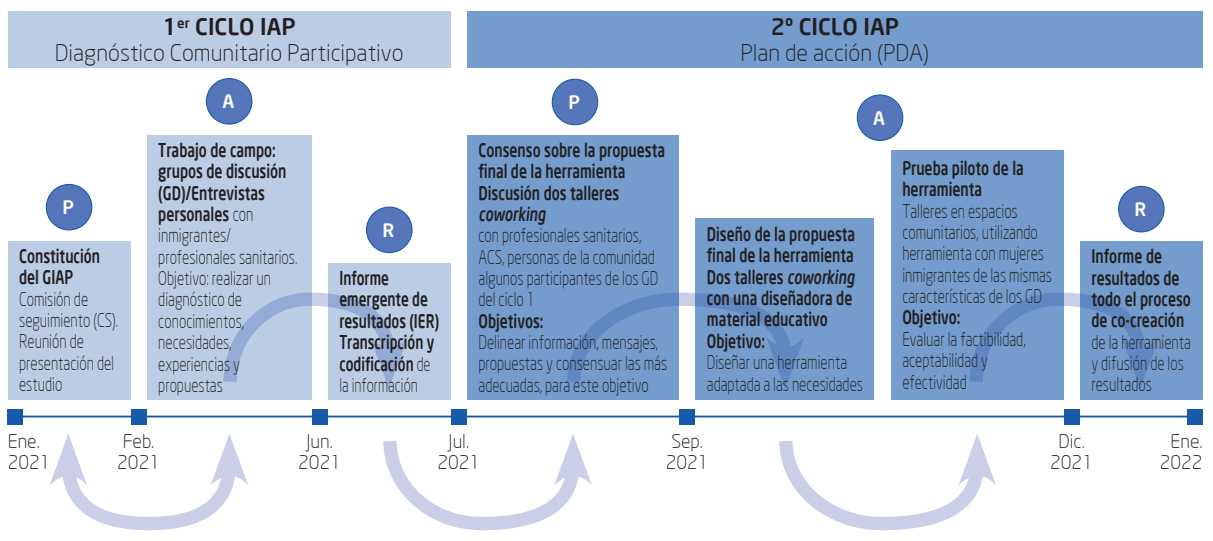 1er CICLO IAP
Diagnóstico Comunitario Participativo
2º CICLO IAP
Plan de acción (PDA)
P
Constitución
del GIAP
Comisión de
seguimiento (CS).
Reunión de
presentación del
estudio
A
Trabajo de campo:
grupos de discusión
(GD)/Entrevistas
personales con
inmigrantes/
profesionales sanitarios.
Objetivo: realizar un
diagnóstico de
conocimientos,
necesidades,
experiencias y
propuestas
R
Informe
emergente de
resultados (IER)
Transcripción y
codificación de
la información
P
Consenso sobre la propuesta
final de la herramienta
Discusión dos talleres
coworking
con profesionales sanitarios,
ACS, personas de la comunidad
algunos participantes de los GD
del ciclo 1
Objetivos:
Delinear información, mensajes,
propuestas y consensuar las más
adecuadas, para este objetivo
A
Diseño de la propuesta
final de la herramienta
Dos talleres coworking
con una diseñadora de
material educativo
Objetivo:
Diseñar una herramienta
adaptada a las necesidades
Prueba piloto de la
herramienta
Talleres en espacios
comunitarios, utilizando
herramienta con mujeres
inmigrantes de las mismas
características de los GD
Objetivo:
Evaluar la factibilidad,
aceptabilidad y
efectividad
R
Informe de
resultados de
todo el proceso
de co-creación
de la herramienta
y difusión de los
resultados
Ene.
2021
Feb.
2021
Jun.
2021
Jul.
2021
Sep.
2021
Dic.
2021
Ene.
2022